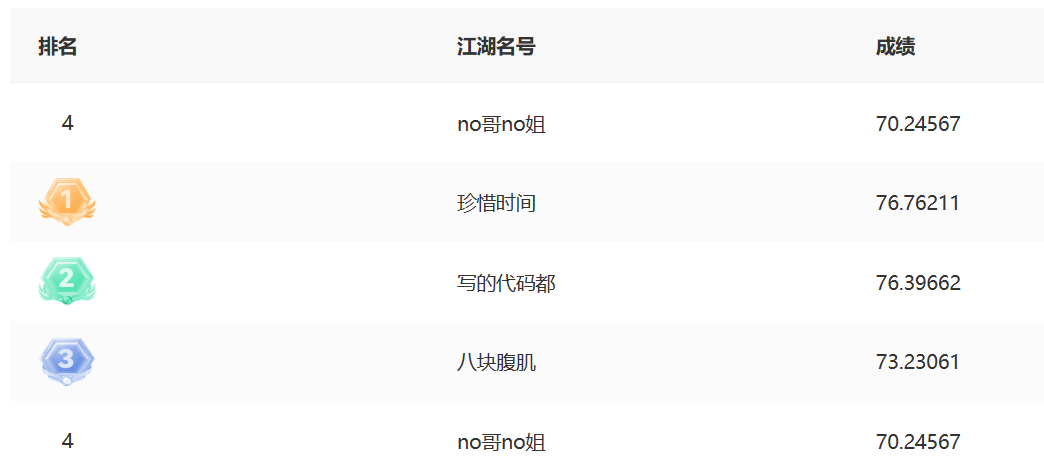 排名 江湖名号 成绩
4 no哥no姐 70.24567
1 珍惜时间 76.76211
2 写的代码都 76.39662
3 八块腹肌 73.23061
4 no哥no姐 70.24567